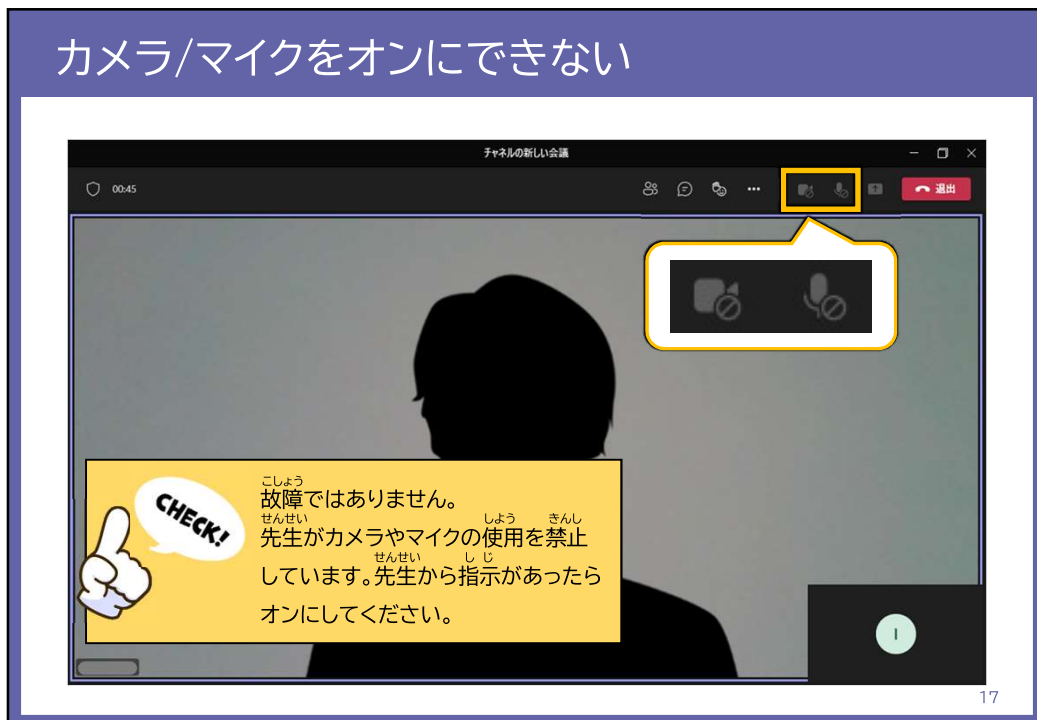 カメラ/マイクをオンにできない
チャネルの新しい会議
00:45
退出
CHECK!
こしょう
故障ではありません。
せんせい しよう きんし
先生がカメラやマイクの使用を禁止
せんせい しじ
しています。先生から指示があったら
オンにしてください。
I
17